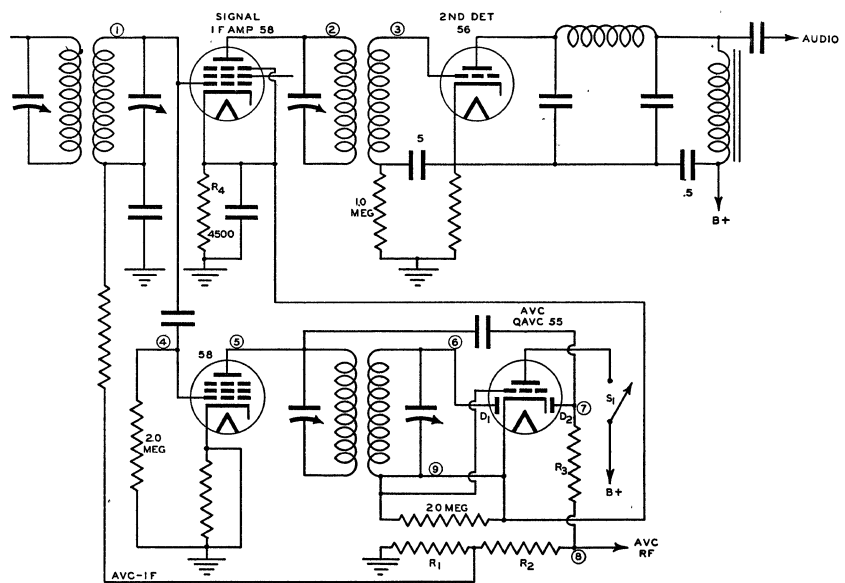 SIGNAL
I F AMP 58
2ND DET
56
1
2
3
AUDIO
5
R4
4500
1.0
MEG
.5
B+
AVC
QAVC 55
4
5
6
58
D1
D2
7
S1
2.0
MEG
9
R3
B+
20 MEG
R1
R2
8
AVC
RF
AVC-IF